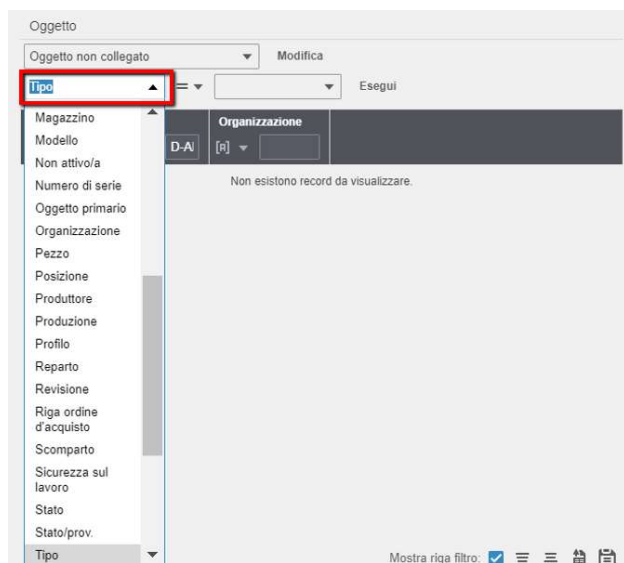 Oggetto
Oggetto non collegato Modifica
Tipo = Esegui
Organizzazione
D-A
[R]
Non esistono record da visualizzare.
Magazzino
Modello
Non attivo/a
Numero di serie
Oggetto primario
Organizzazione
Pezzo
Posizione
Produttore
Produzione
Profilo
Reparto
Revisione
Riga ordine
d'acquisto
Scomparto
Sicurezza sul
lavoro
Stato
Stato/prov.
Tipo
Mostra riga filtro: